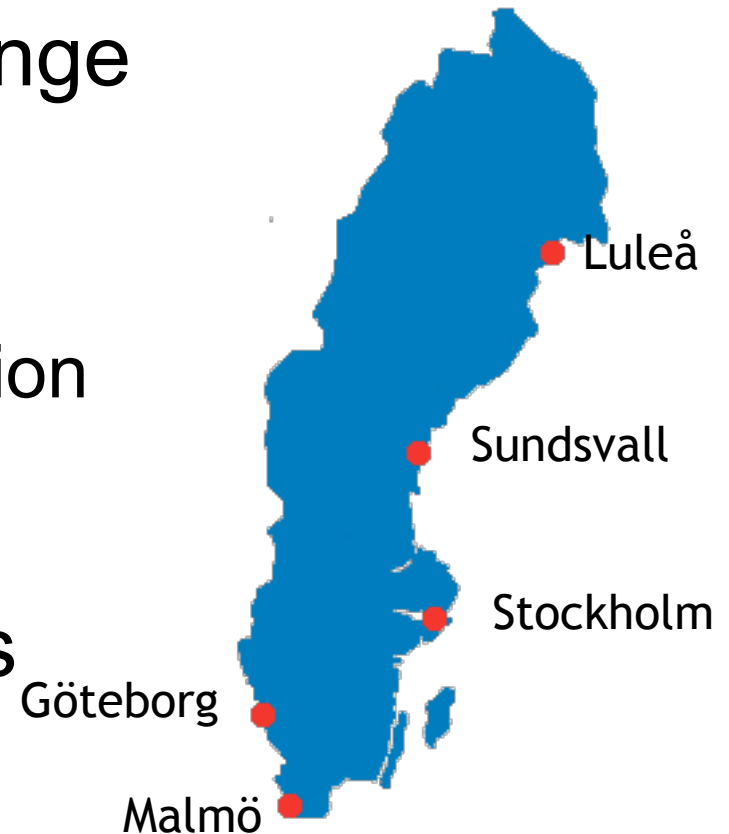 nge
Luleå
ion
Sundsvall
Stockholm
s
Göteborg
Malmö